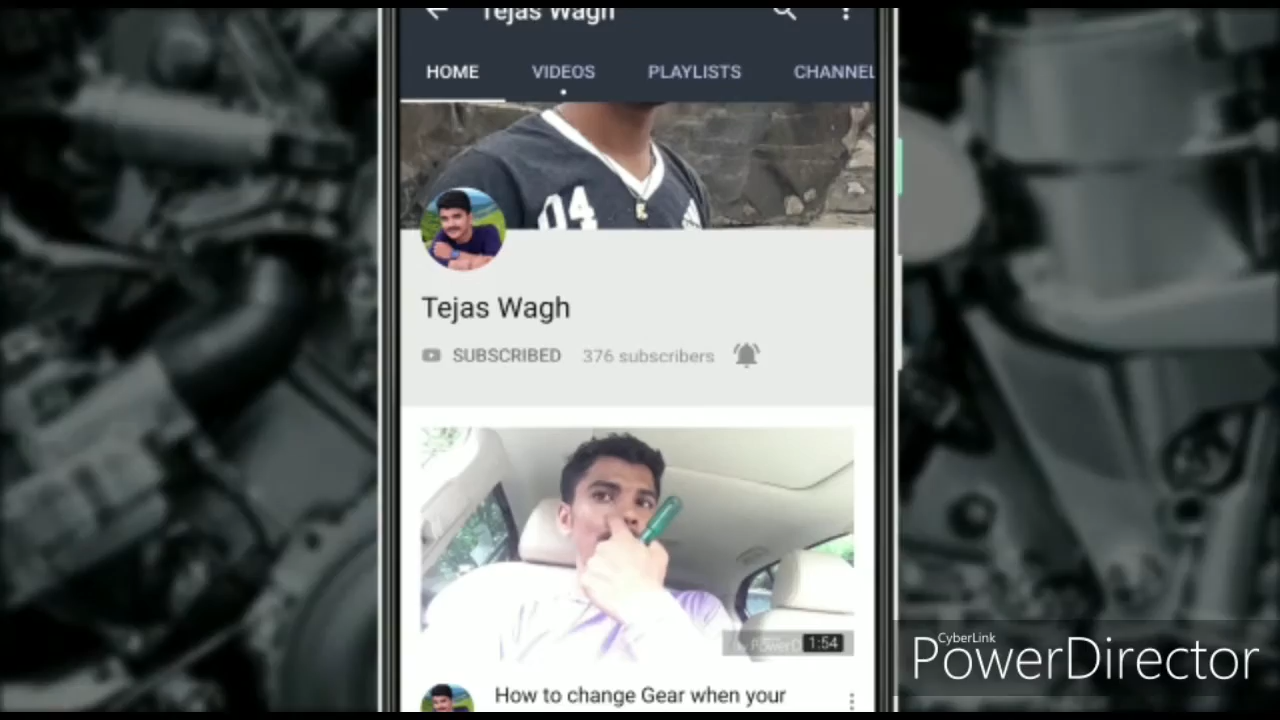 Tejas Wagh
HOME VIDEOS PLAYLISTS CHANNEL
04
Tejas Wagh
SUBSCRIBED 376 subscribers
1:54
How to change Gear when your
CyberLink
PowerDirector